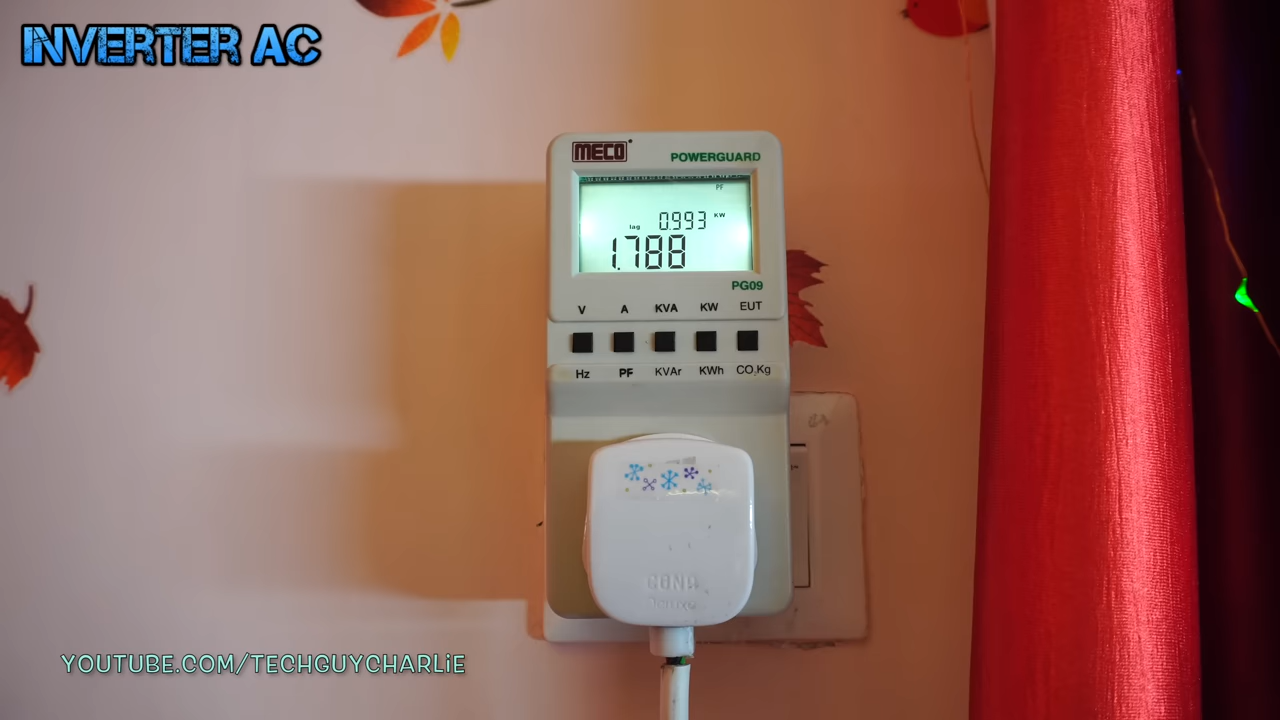 INVERTER AC
MECO
POWERGUARD
PF
0.993 KW
lag
1.788
PG09
V A KVA KW EUT
Hz PF KVAr KWh CO2Kg
CONA
YOUTUBE.COM/TECHGUYCHARLIE